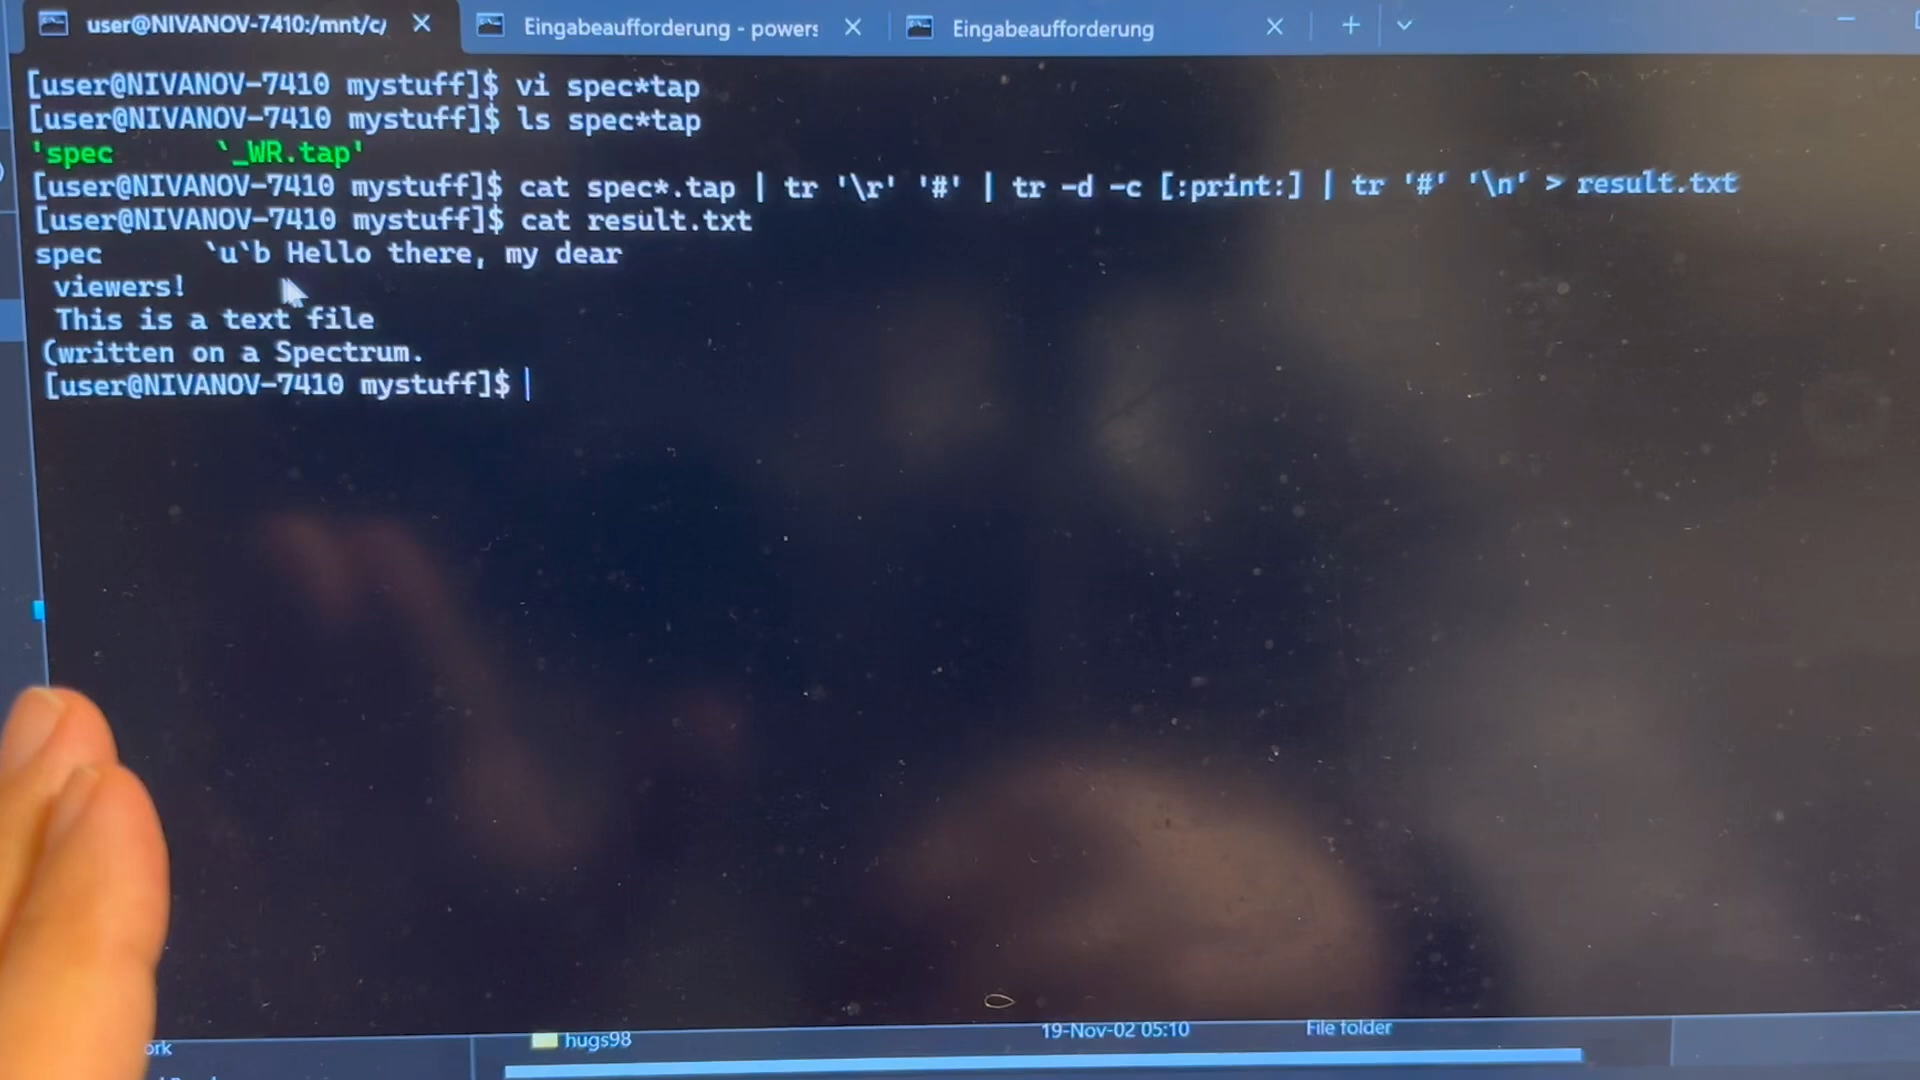 user@NIVANOV-7410:/mnt/c/
Eingabeaufforderung - powers
Eingabeaufforderung
[user@NIVANOV-7410 mystuff]$ vi spec*tap
[user@NIVANOV-7410 mystuff]$ ls spec*tap
'spec      `_WR.tap'
[user@NIVANOV-7410 mystuff]$ cat spec*.tap | tr '\r' '#' | tr -d -c [:print:] | tr '#' '\n' > result.txt
[user@NIVANOV-7410 mystuff]$ cat result.txt
spec      `u`b Hello there, my dear
viewers!
This is a text file
(written on a Spectrum.
[user@NIVANOV-7410 mystuff]$
ork
hugs98
19-Nov-02 05:10
File folder